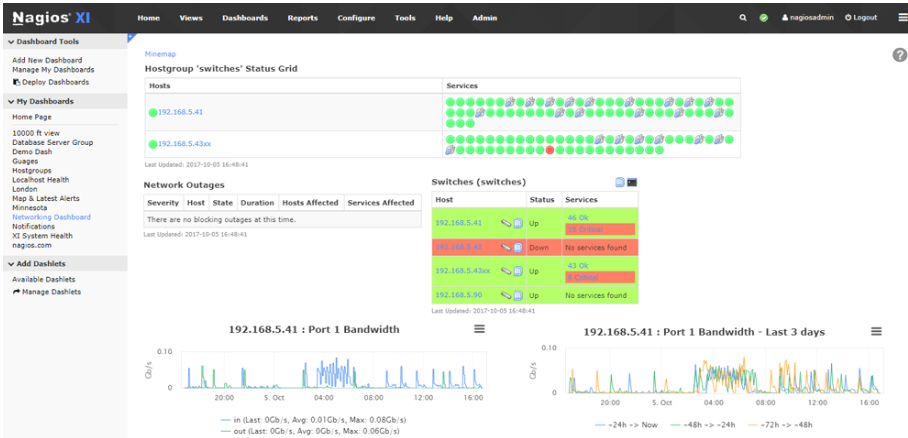 Nagios® XI
Home Views Dashboards Reports Configure Tools Help Admin
nagiosadmin Logout
Dashboard Tools
Add New Dashboard
Manage My Dashboards
Deploy Dashboards
My Dashboards
Home Page
10000 ft view
Database Server Group
Demo Dash
Guages
Hostgroups
Localhost Health
London
Map & Latest Alerts
Minnesota
Networking Dashboard
Notifications
XI System Health
nagios.com
Add Dashlets
Available Dashlets
Manage Dashlets
Minemap
Hostgroup 'switches' Status Grid
Hosts Services
192.168.5.41
192.168.5.43xx
Last Updated: 2017-10-05 16:48:41
Network Outages
Severity Host State Duration Hosts Affected Services Affected
There are no blocking outages at this time.
Last Updated: 2017-10-05 16:48:41
Switches (switches)
Host Status Services
192.168.5.41 Up 46 Ok
Critical
Down No services found
192.168.5.43xx Up 42 Ok
Critical
192.168.5.90 Up No services found
Last Updated: 2017-10-05 16:48:41
192.168.5.41 : Port 1 Bandwidth
Gb/s
0.10
0
20:00 5. Oct 04:00 08:00 12:00 16:00
in (Last: 0Gb/s, Avg: 0.01Gb/s, Max: 0.08Gb/s)
out (Last: 0Gb/s, Avg: 0Gb/s, Max: 0.06Gb/s)
192.168.5.41 : Port 1 Bandwidth - Last 3 days
Gb/s
0.10
0
20:00 5. Oct 04:00 08:00 12:00 16:00
-24h -> Now -48h -> -24h -72h -> -48h